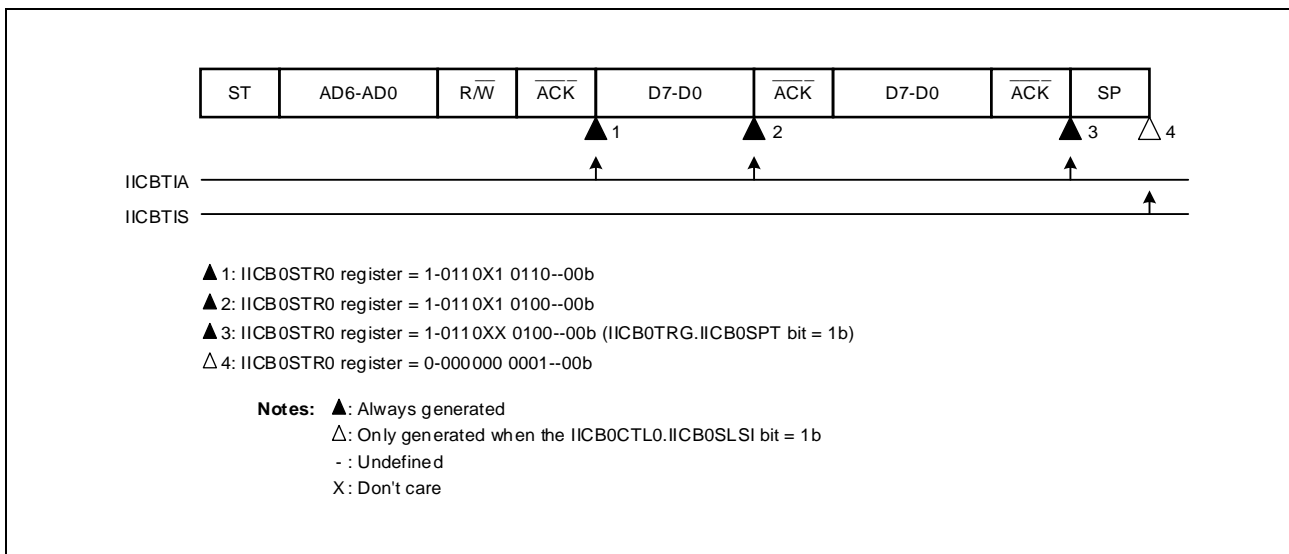 ST AD6-AD0 R/W ACK D7-D0 ACK D7-D0 ACK SP
▲1 ▲2 ▲3 △4
IICBTIA
IICBTIS
▲1: IICB0STR0 register = 1-0110X1 0110--00b
▲2: IICB0STR0 register = 1-0110X1 0100--00b
▲3: IICB0STR0 register = 1-0110XX 0100--00b (IICB0TRG.IICB0SPT bit = 1b)
△4: IICB0STR0 register = 0-000000 0001--00b
Notes: ▲: Always generated
△: Only generated when the IICB0CTL0.IICB0SLSI bit = 1b
- : Undefined
X : Don't care